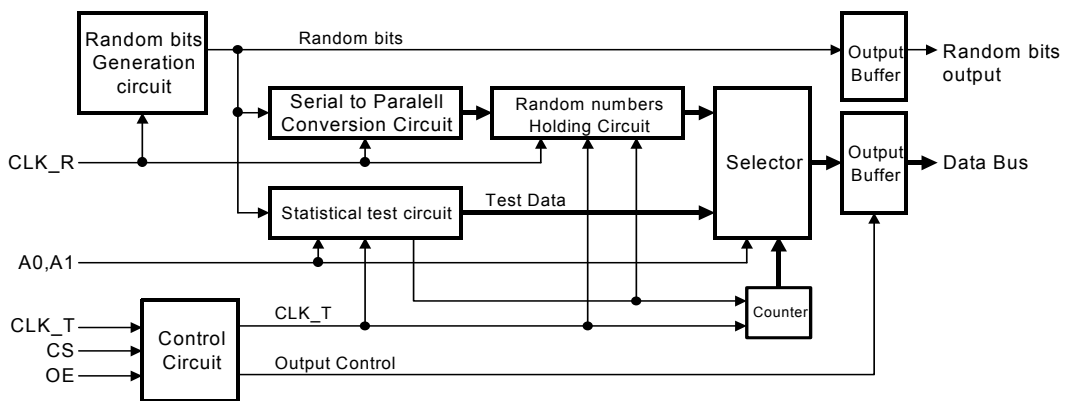 Random bits
Generation
circuit
Random bits
Output
Buffer
Random bits
output
Serial to Paralell
Conversion Circuit
Random numbers
Holding Circuit
Selector
Output
Buffer
Data Bus
CLK_R
Statistical test circuit
Test Data
A0,A1
Counter
CLK_T
CS
OE
Control
Circuit
CLK_T
Output Control